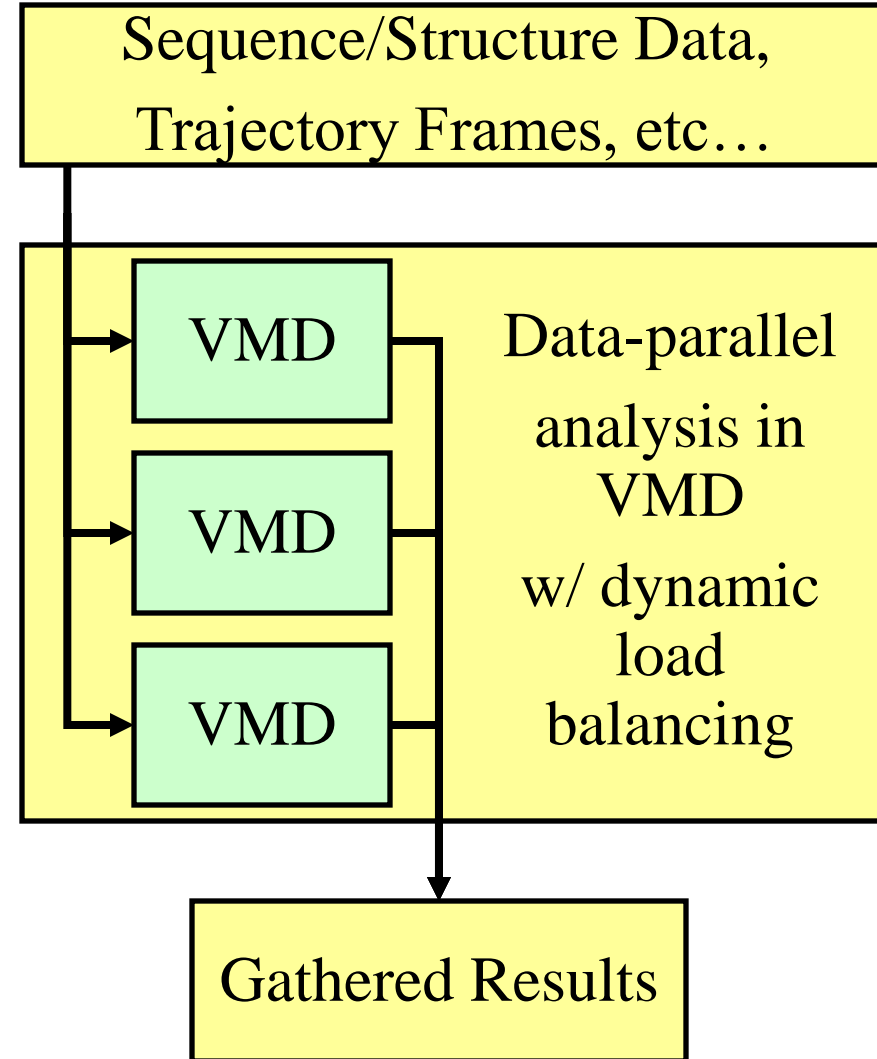 Sequence/Structure Data,
Trajectory Frames, etc…
VMD
VMD
VMD
Data-parallel
analysis in
VMD
w/ dynamic
load
balancing
Gathered Results